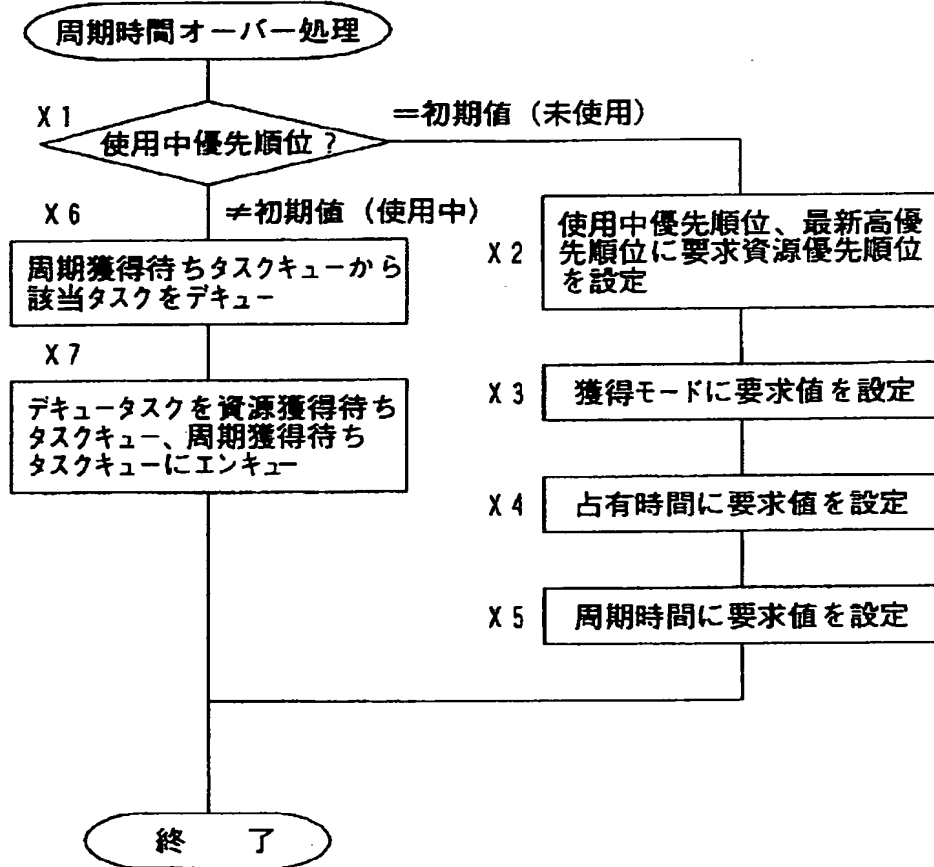 周期時間オーバー処理
X1
使用中優先順位?
=初期値(未使用)
≠初期値(使用中)
X6
周期獲得待ちタスクキューから
該当タスクをデキュー
X7
デキュータスクを資源獲得待ち
タスクキュー、周期獲得待ち
タスクキューにエンキュー
X2
使用中優先順位、最新高優
先順位に要求資源優先順位
を設定
X3
獲得モードに要求値を設定
X4
占有時間に要求値を設定
X5
周期時間に要求値を設定
終 了